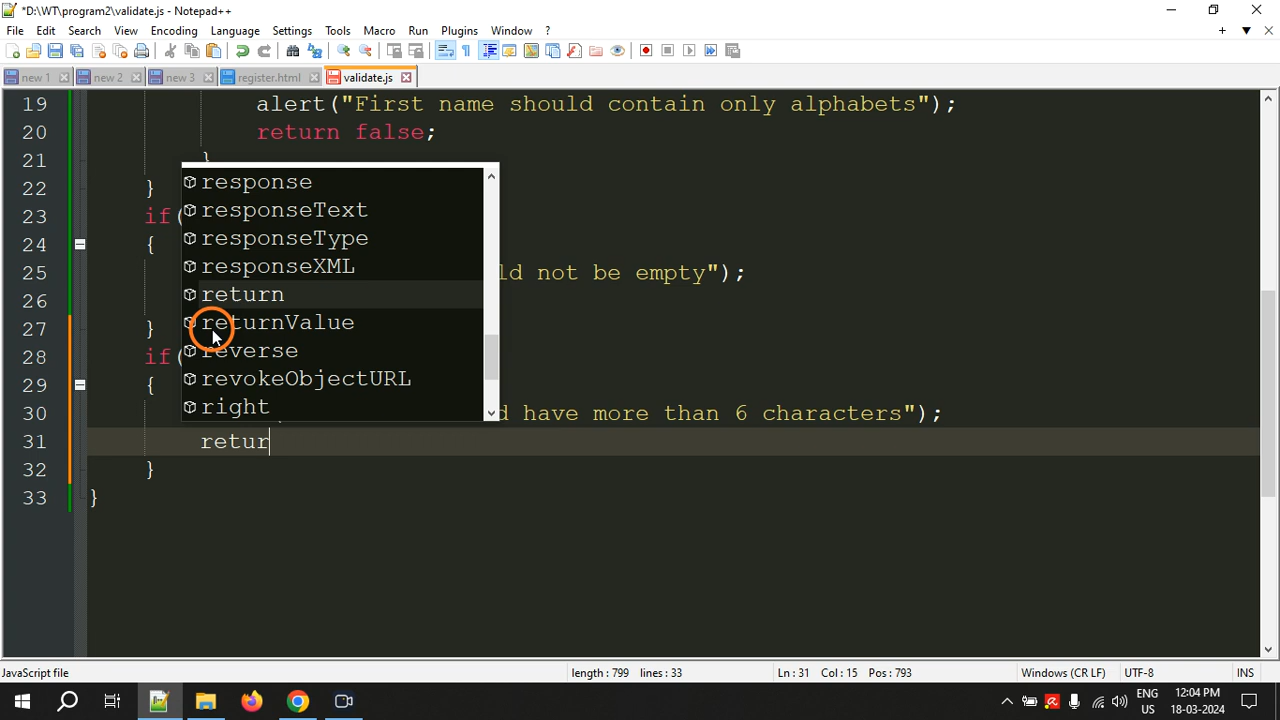 *D:\WT\program2\validate.js - Notepad++
File Edit Search View Encoding Language Settings Tools Macro Run Plugins Window ?
new 1 new 2 new 3 register.html validate.js
19 alert("First name should contain only alphabets");
20 return false;
21 }
22 }
23 if(
24 {
25 ld not be empty");
26
27 }
28 if(
29 {
30 d have more than 6 characters");
31 retur
32 }
33 }
response
responseText
responseType
responseXML
return
returnValue
reverse
revokeObjectURL
right
JavaScript file length : 799 lines : 33 Ln : 31 Col : 15 Pos : 793 Windows (CR LF) UTF-8 INS
ENG
US
12:04 PM
18-03-2024